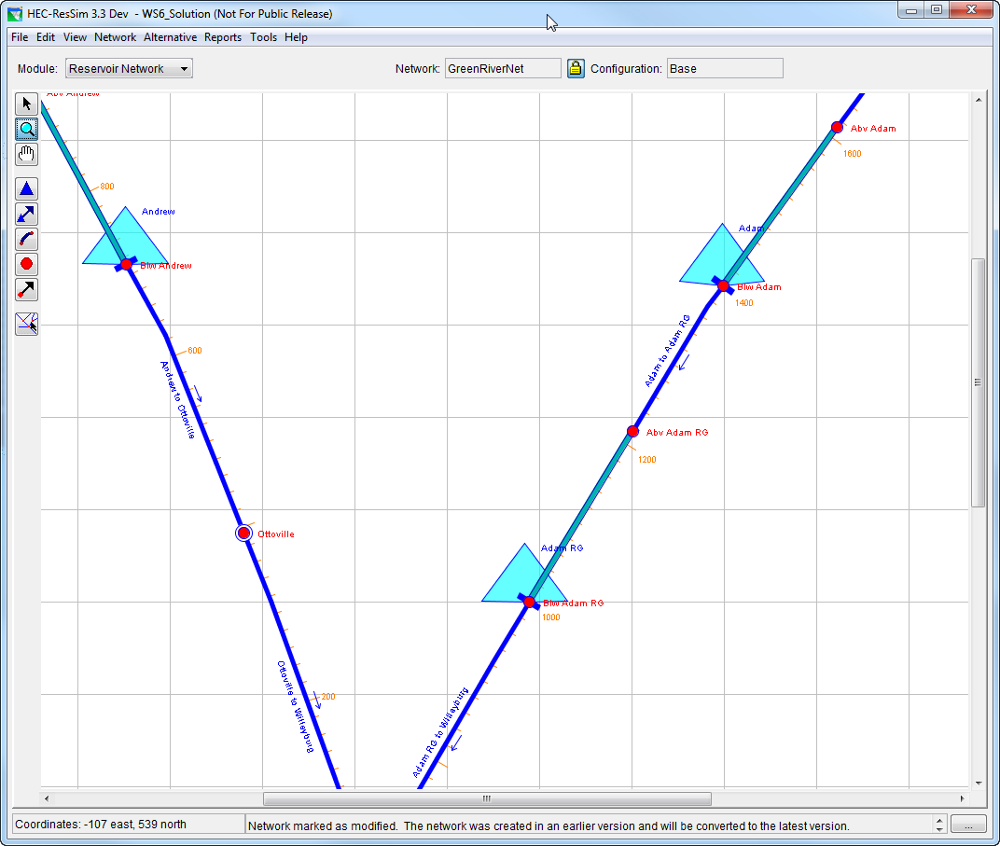 HEC-ResSim 3.3 Dev - WS6_Solution (Not For Public Release)
File Edit View Network Alternative Reports Tools Help
Module: Reservoir Network Network: GreenRiverNet Configuration: Base
Abv Andrew
Abv Adam
1600
800
Andrew
Adam
Blw Andrew
Blw Adam
1400
Adam to Adam RG
600
Andrew to Ottoville
Abv Adam RG
1200
Ottoville
Adam RG
Blw Adam RG
1000
Ottoville to Willeyburg
200
Adam RG to Willeyburg
Coordinates: -107 east, 539 north
Network marked as modified. The network was created in an earlier version and will be converted to the latest version.
...